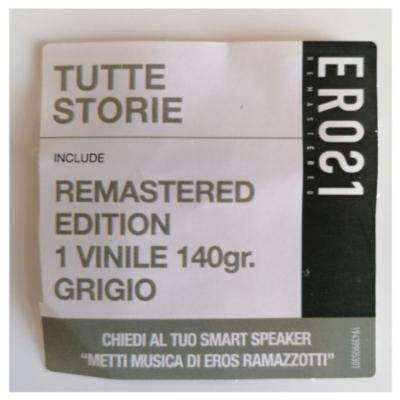 TUTTE
STORIE
INCLUDE
REMASTERED
EDITION
1 VINILE 140gr.
GRIGIO
CHIEDI AL TUO SMART SPEAKER
“METTI MUSICA DI EROS RAMAZZOTTI”
ERO21
REMASTERED